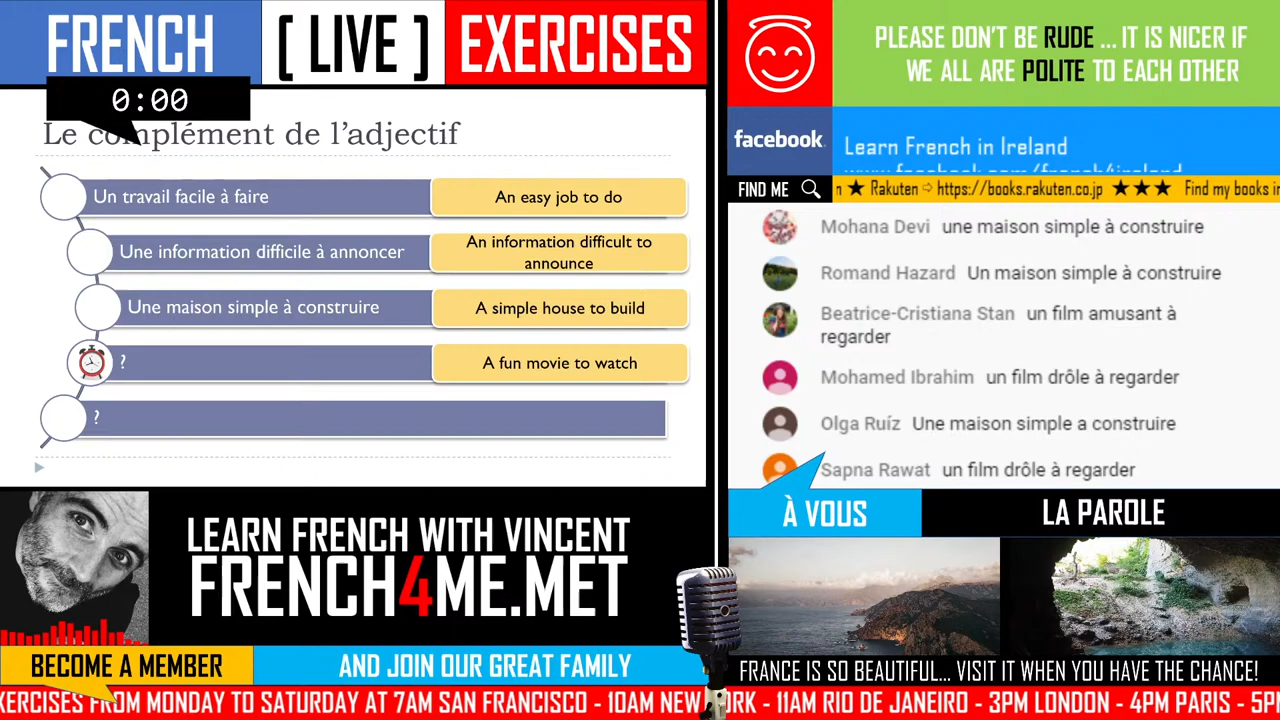 FRENCH [ LIVE ] EXERCISES
0:00
Le complément de l’adjectif
Un travail facile à faire
An easy job to do
Une information difficile à annoncer
An information difficult to
announce
Une maison simple à construire
A simple house to build
?
A fun movie to watch
?
LEARN FRENCH WITH VINCENT
FRENCH4ME.MET
BECOME A MEMBER
AND JOIN OUR GREAT FAMILY
PLEASE DON'T BE RUDE ... IT IS NICER IF
WE ALL ARE POLITE TO EACH OTHER
facebook.
Learn French in Ireland
www.facebook.com/french4ireland
FIND ME
n ★ Rakuten ⇨ https://books.rakuten.co.jp ★★★ Find my books in
Mohana Devi une maison simple à construire
Romand Hazard Un maison simple à construire
Beatrice-Cristiana Stan un film amusant à
regarder
Mohamed Ibrahim un film drôle à regarder
Olga Ruíz Une maison simple a construire
Sapna Rawat un film drôle à regarder
À VOUS
LA PAROLE
FRANCE IS SO BEAUTIFUL... VISIT IT WHEN YOU HAVE THE CHANCE!
XERCISES FROM MONDAY TO SATURDAY AT 7AM SAN FRANCISCO - 10AM NEW YORK - 11AM RIO DE JANEIRO - 3PM LONDON - 4PM PARIS - 5P